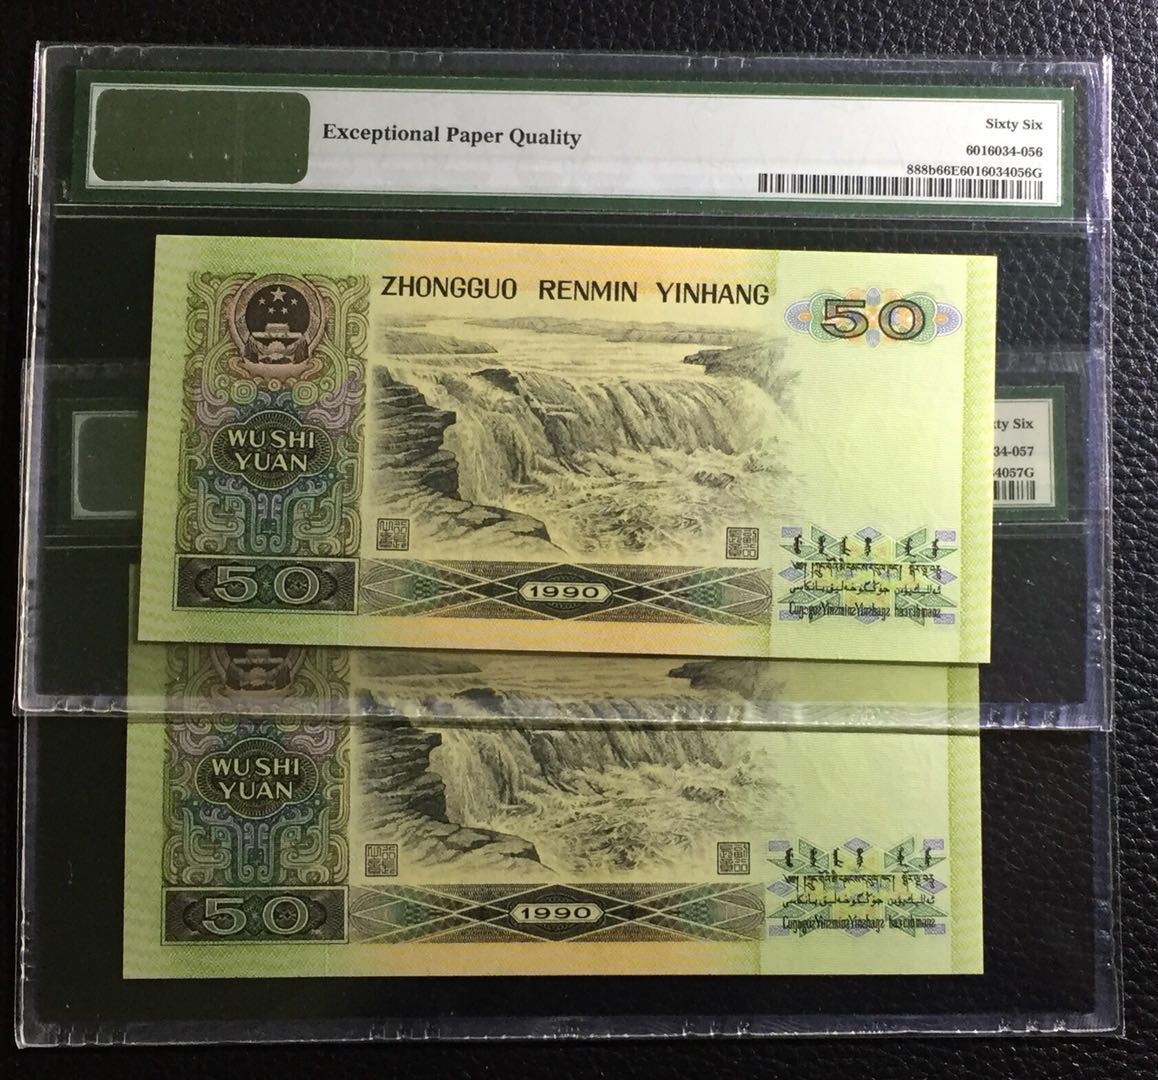 Exceptional Paper Quality
Sixty Six
6016034-056
888b66E6016034056G
ZHONGGUO RENMIN YINHANG
50
WU SHI
YUAN
50
1990
ty Six
34-057
4057G
WU SHI
YUAN
50
1990